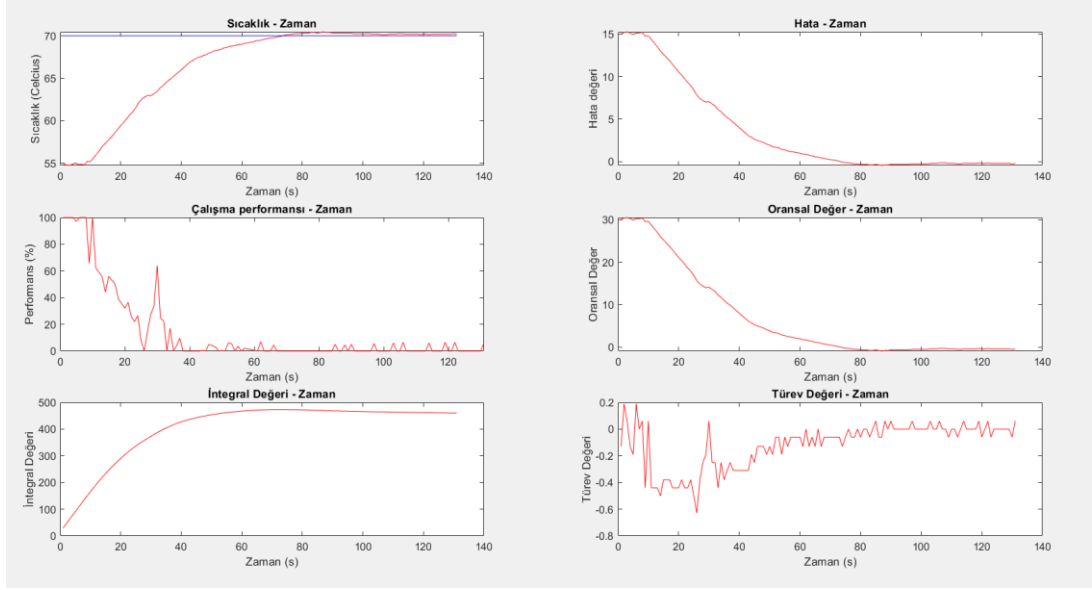 Sıcaklık - Zaman
Sıcaklık (Celcius)
70
65
60
55
0 20 40 60 80 100 120 140
Zaman (s)
Hata - Zaman
Hata değeri
15
10
5
0
0 20 40 60 80 100 120 140
Zaman (s)
Çalışma performansı - Zaman
Performans (%)
100
80
60
40
20
0
0 20 40 60 80 100 120
Zaman (s)
Oransal Değer - Zaman
Oransal Değer
30
20
10
0
0 20 40 60 80 100 120 140
Zaman (s)
İntegral Değeri - Zaman
İntegral Değeri
500
400
300
200
100
0
0 20 40 60 80 100 120 140
Zaman (s)
Türev Değeri - Zaman
Türev Değeri
0.2
0
-0.2
-0.4
-0.6
-0.8
0 20 40 60 80 100 120 140
Zaman (s)